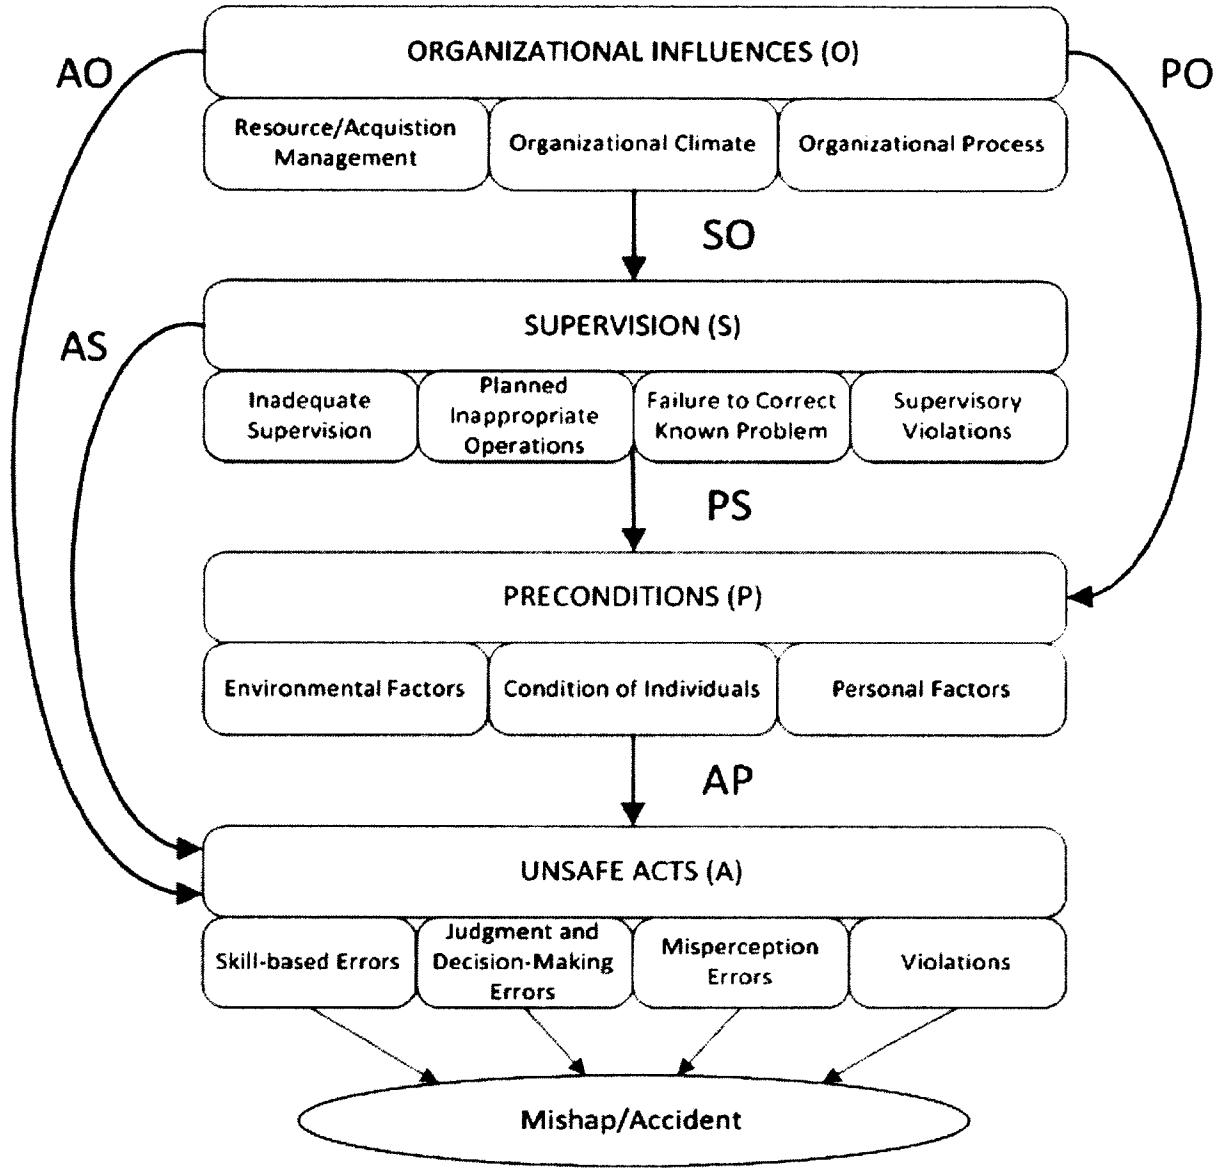 AO
ORGANIZATIONAL INFLUENCES (O)
PO
Resource/Acquistion
Management
Organizational Climate
Organizational Process
SO
AS
SUPERVISION (S)
Inadequate
Supervision
Planned
Inappropriate
Operations
Failure to Correct
Known Problem
Supervisory
Violations
PS
PRECONDITIONS (P)
Environmental Factors
Condition of Individuals
Personal Factors
AP
UNSAFE ACTS (A)
Skill-based Errors
Judgment and
Decision-Making
Errors
Misperception
Errors
Violations
Mishap/Accident